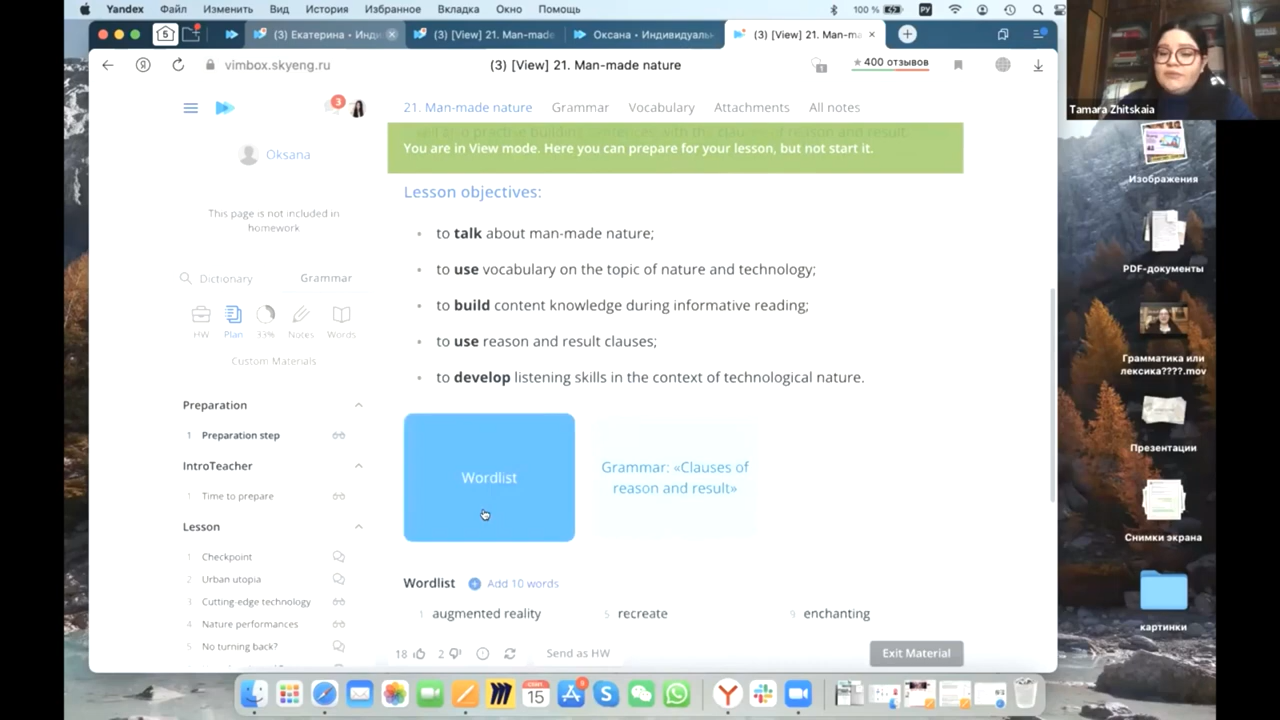 Yandex Файл Изменить Вид История Избранное Вкладка Окно Помощь 100 % РУ
5 (3) Екатерина • Инди (3) [View] 21. Man-made Оксана • Индивидуаль (3) [View] 21. Man-ma
vimbox.skyeng.ru (3) [View] 21. Man-made nature 400 отзывов
Tamara Zhitskaia
3 21. Man-made nature Grammar Vocabulary Attachments All notes
You are in View mode. Here you can prepare for your lesson, but not start it.
Oksana
This page is not included in
homework
Dictionary Grammar
HW Plan 33% Notes Words
Custom Materials
Preparation
1 Preparation step
IntroTeacher
1 Time to prepare
Lesson
1 Checkpoint
2 Urban utopia
3 Cutting-edge technology
4 Nature performances
5 No turning back?
Lesson objectives:
• to talk about man-made nature;
• to use vocabulary on the topic of nature and technology;
• to build content knowledge during informative reading;
• to use reason and result clauses;
• to develop listening skills in the context of technological nature.
Wordlist
Grammar: «Clauses of
reason and result»
Wordlist Add 10 words
1 augmented reality 5 recreate 9 enchanting
18 2 Send as HW Exit Material
Изображения
PDF-документы
Грамматика или
лексика????.mov
Презентации
Снимки экрана
картинки
15